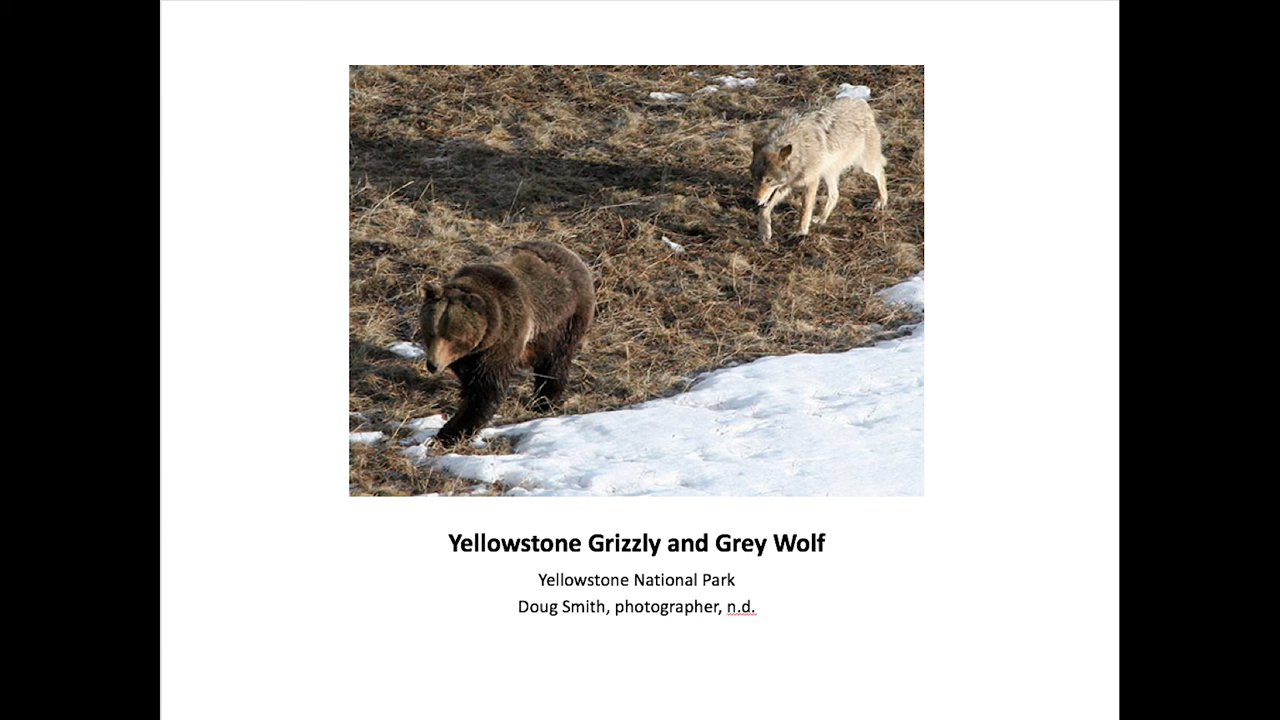 Yellowstone Grizzly and Grey Wolf
Yellowstone National Park
Doug Smith, photographer, n.d.